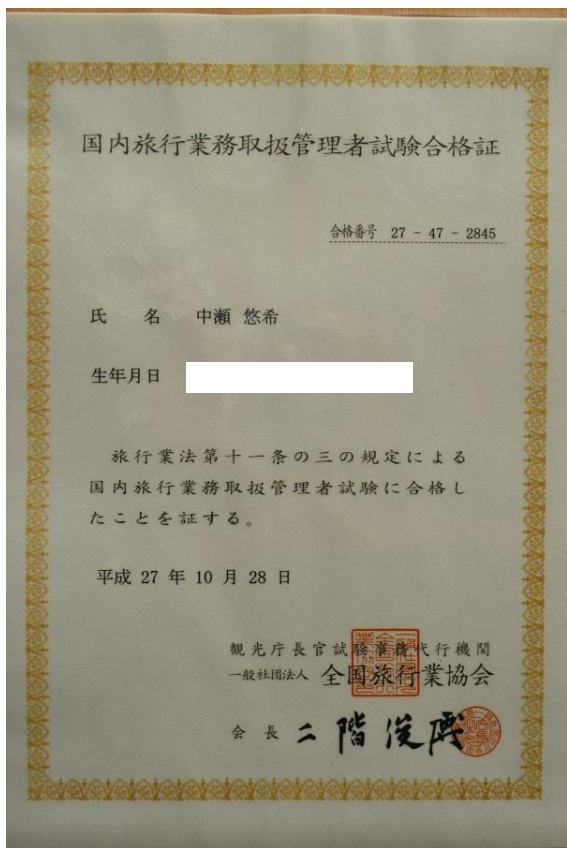 国内旅行業務取扱管理者試験合格証
合格番号 27 - 47 - 2845
氏 名 中瀬 悠希
生年月日
旅行業法第十一条の三の規定による
国内旅行業務取扱管理者試験に合格し
たことを証する。
平成 27 年 10 月 28 日
観光庁長官試験事務代行機関
一般社団法人 全国旅行業協会
会 長 二階俊博